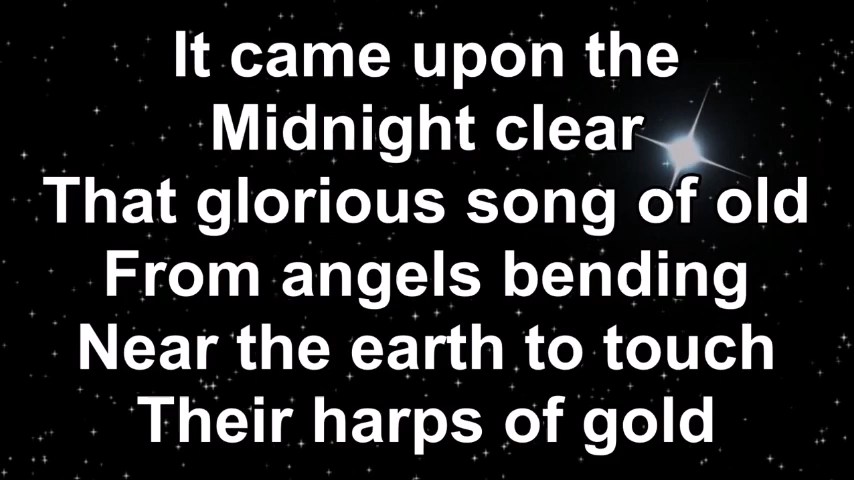 It came upon the
Midnight clear
That glorious song of old
From angels bending
Near the earth to touch
Their harps of gold